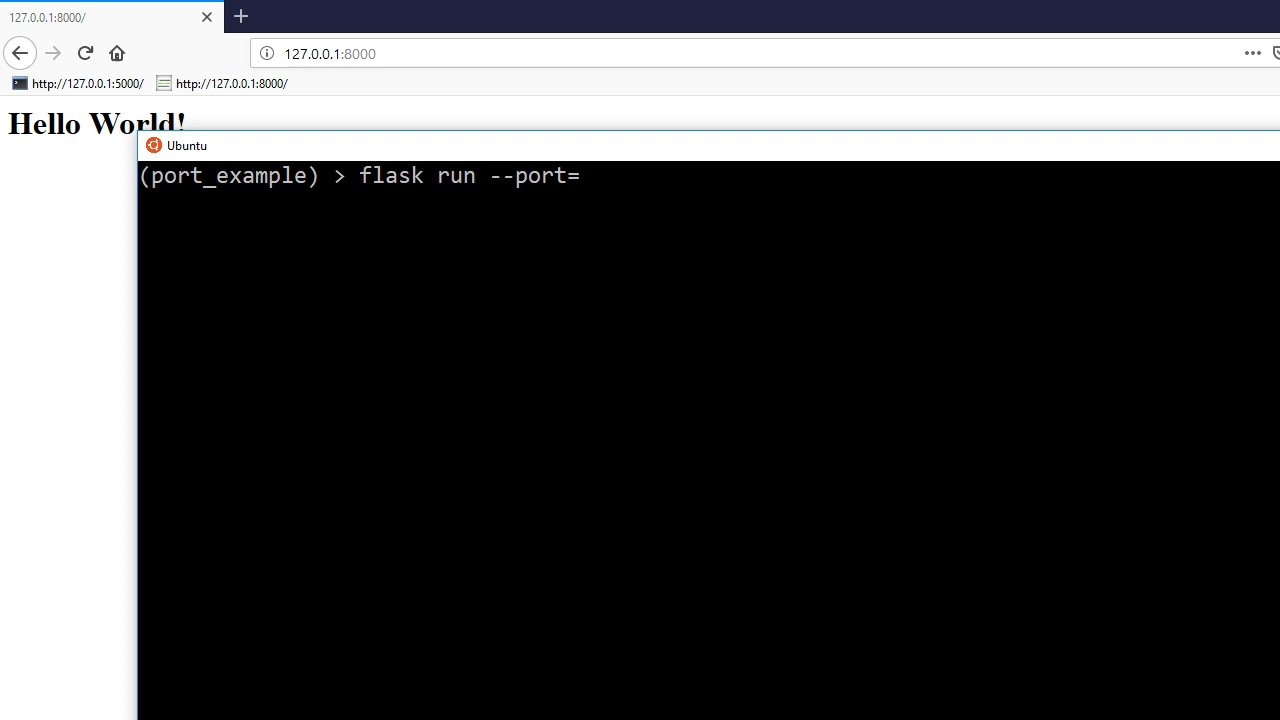 127.0.0.1:8000/
127.0.0.1:8000
http://127.0.0.1:5000/ http://127.0.0.1:8000/
Hello World!
Ubuntu
(port_example) > flask run --port=